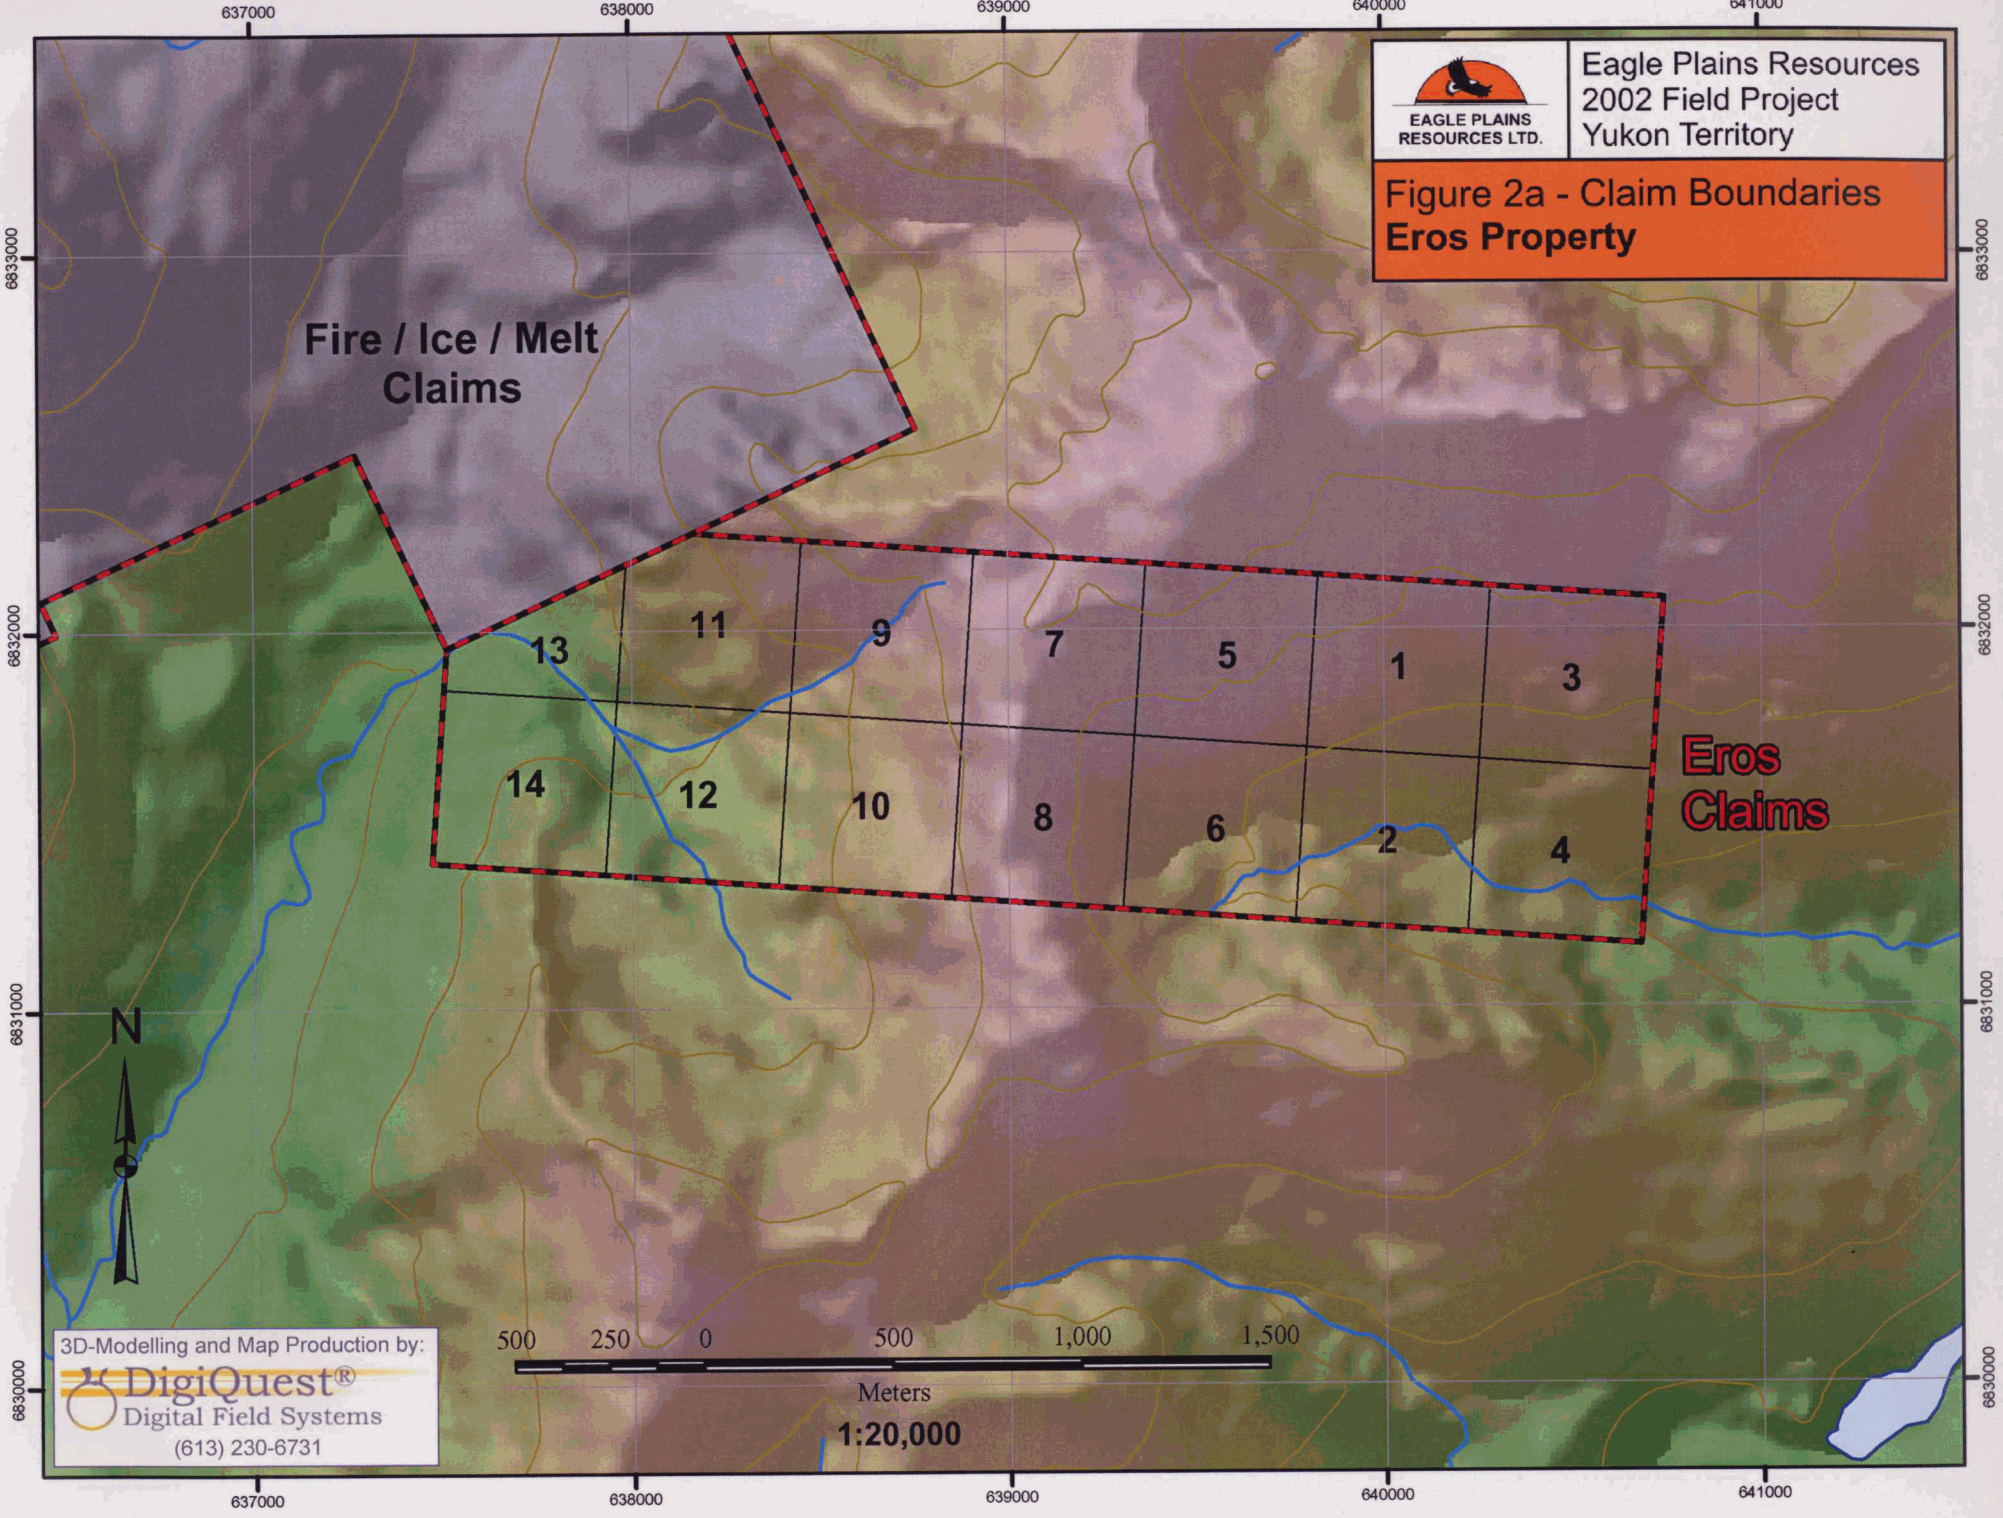 637000
638000
639000
640000
641000
EAGLE PLAINS
RESOURCES LTD.
Eagle Plains Resources
2002 Field Project
Yukon Territory
Figure 2a - Claim Boundaries
Eros Property
6833000
6833000
Fire / Ice / Melt
Claims
6832000
6832000
13
11
9
7
5
1
3
14
12
10
8
6
2
4
Eros
Claims
6831000
6831000
N
3D-Modelling and Map Production by:
DigiQuest®
Digital Field Systems
(613) 230-6731
500 250 0 500 1,000 1,500
Meters
1:20,000
6830000
6830000
637000
638000
639000
640000
641000